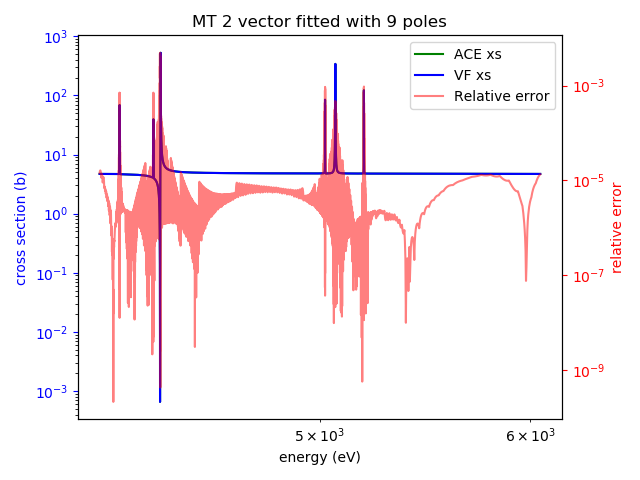 MT 2 vector fitted with 9 poles
ACE xs
VF xs
Relative error
cross section (b)
10³
10²
10¹
10⁰
10⁻¹
10⁻²
10⁻³
10⁻³
10⁻⁵
10⁻⁷
10⁻⁹
relative error
5 × 10³
6 × 10³
energy (eV)